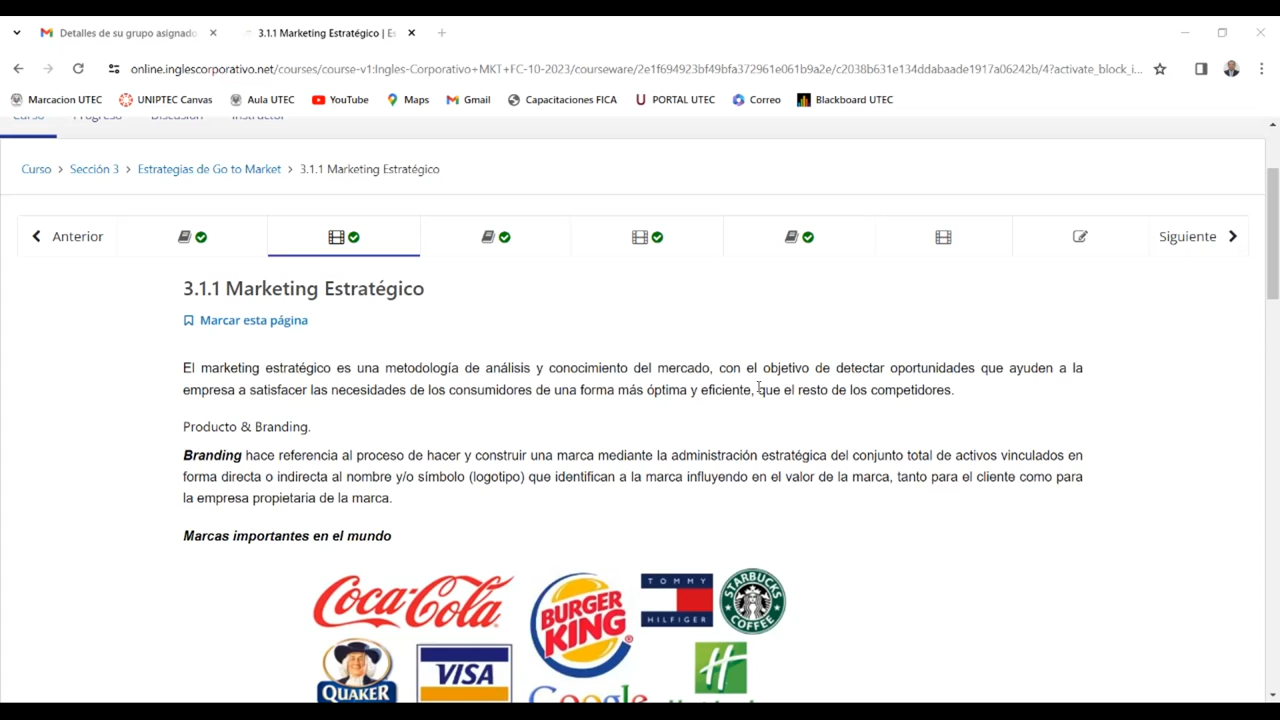 Detalles de su grupo asignado
3.1.1 Marketing Estratégico | Es
online.inglescorporativo.net/courses/course-v1:Ingles-Corporativo+MKT+FC-10-2023/courseware/2e1f694923bf49bfa372961e061b9a2e/c2038b631e134ddabaade1917a06242b/4?activate_block_i...
Marcacion UTEC UNIPTEC Canvas Aula UTEC YouTube Maps Gmail Capacitaciones FICA PORTAL UTEC Correo Blackboard UTEC
Curso Progreso Discusión Instructor
Curso > Sección 3 > Estrategias de Go to Market > 3.1.1 Marketing Estratégico
Anterior Siguiente
3.1.1 Marketing Estratégico
Marcar esta página
El marketing estratégico es una metodología de análisis y conocimiento del mercado, con el objetivo de detectar oportunidades que ayuden a la
empresa a satisfacer las necesidades de los consumidores de una forma más óptima y eficiente, que el resto de los competidores.
Producto & Branding.
Branding hace referencia al proceso de hacer y construir una marca mediante la administración estratégica del conjunto total de activos vinculados en
forma directa o indirecta al nombre y/o símbolo (logotipo) que identifican a la marca influyendo en el valor de la marca, tanto para el cliente como para
la empresa propietaria de la marca.
Marcas importantes en el mundo
Coca-Cola
BURGER
KING
TOMMY
HILFIGER
STARBUCKS
COFFEE
QUAKER
VISA
Google